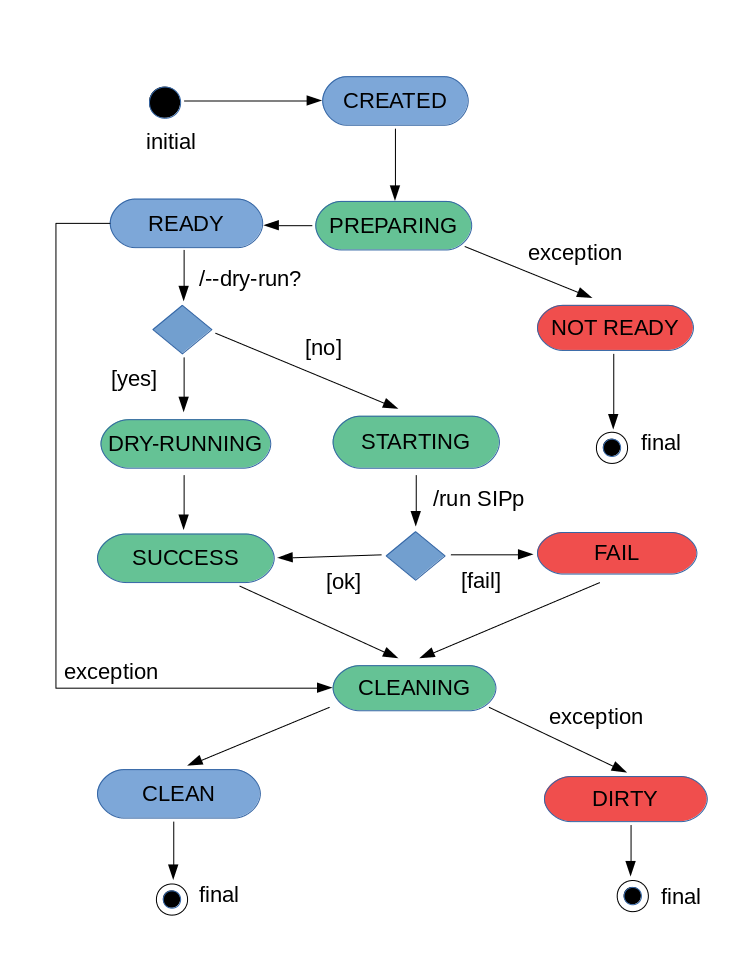 CREATED
initial
READY
PREPARING
exception
/--dry-run?
NOT READY
[no]
[yes]
DRY-RUNNING
STARTING
final
/run SIPp
SUCCESS
FAIL
[ok]
[fail]
exception
CLEANING
exception
CLEAN
DIRTY
final
final